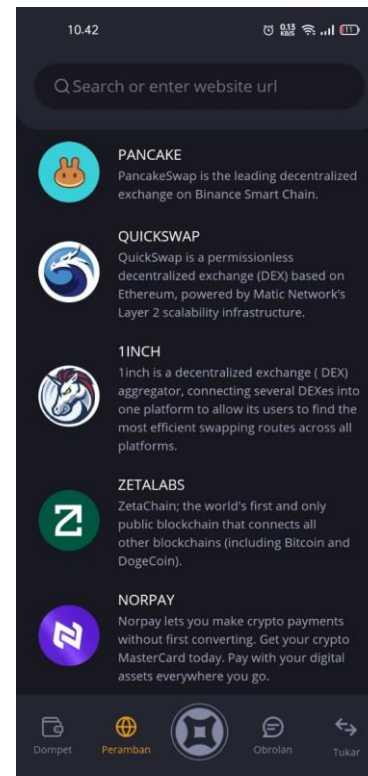 10.42
0.13
KB/S
11
Search or enter website url
PANCAKE
PancakeSwap is the leading decentralized
exchange on Binance Smart Chain.
QUICKSWAP
QuickSwap is a permissionless
decentralized exchange (DEX) based on
Ethereum, powered by Matic Network's
Layer 2 scalability infrastructure.
1INCH
1inch is a decentralized exchange ( DEX)
aggregator, connecting several DEXes into
one platform to allow its users to find the
most efficient swapping routes across all
platforms.
ZETALABS
ZetaChain; the world's first and only
public blockchain that connects all
other blockchains (including Bitcoin and
DogeCoin).
NORPAY
Norpay lets you make crypto payments
without first converting. Get your crypto
MasterCard today. Pay with your digital
assets everywhere you go.
Dompet Peramban Obrolan Tukar